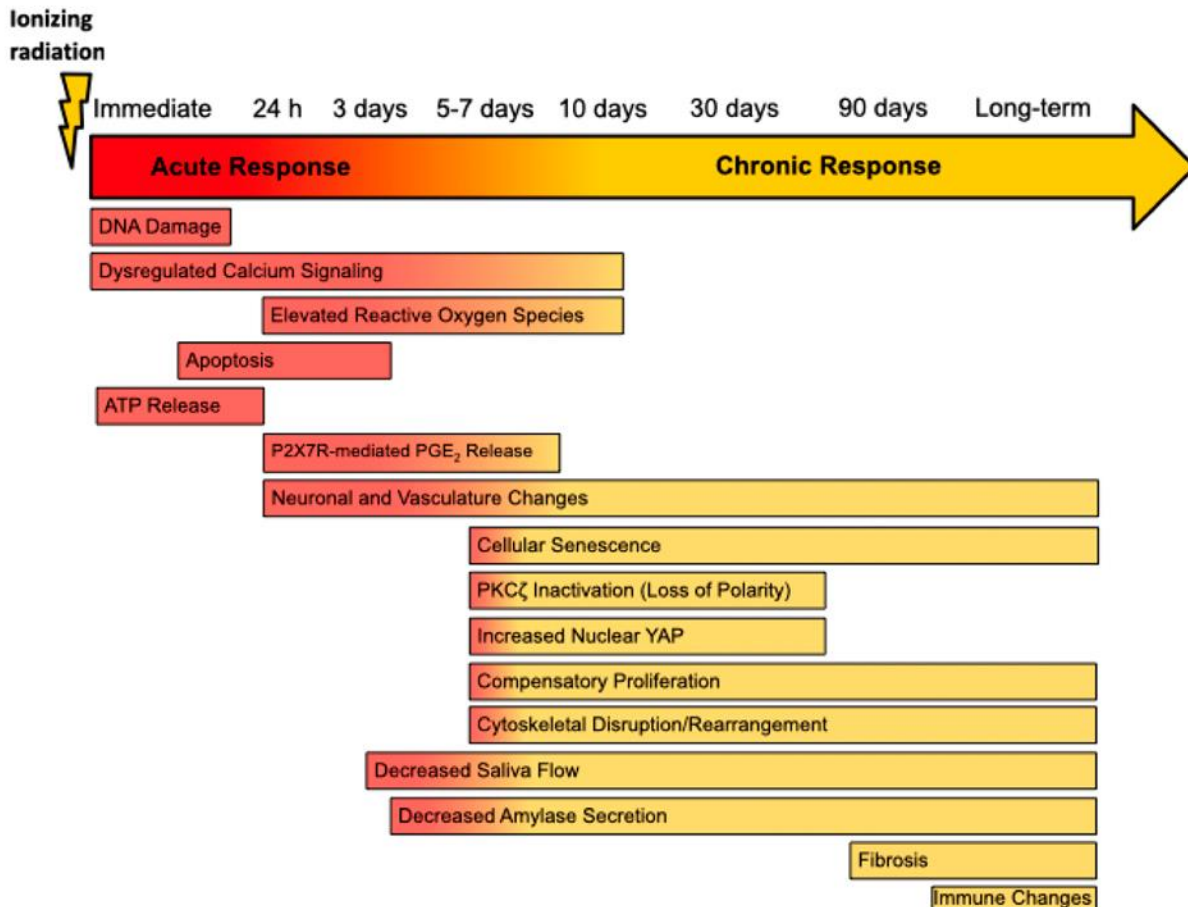 Ionizing
radiation
Immediate 24 h 3 days 5-7 days 10 days 30 days 90 days Long-term
Acute Response Chronic Response
DNA Damage
Dysregulated Calcium Signaling
Elevated Reactive Oxygen Species
Apoptosis
ATP Release
P2X7R-mediated PGE₂ Release
Neuronal and Vasculature Changes
Cellular Senescence
PKCζ Inactivation (Loss of Polarity)
Increased Nuclear YAP
Compensatory Proliferation
Cytoskeletal Disruption/Rearrangement
Decreased Saliva Flow
Decreased Amylase Secretion
Fibrosis
Immune Changes